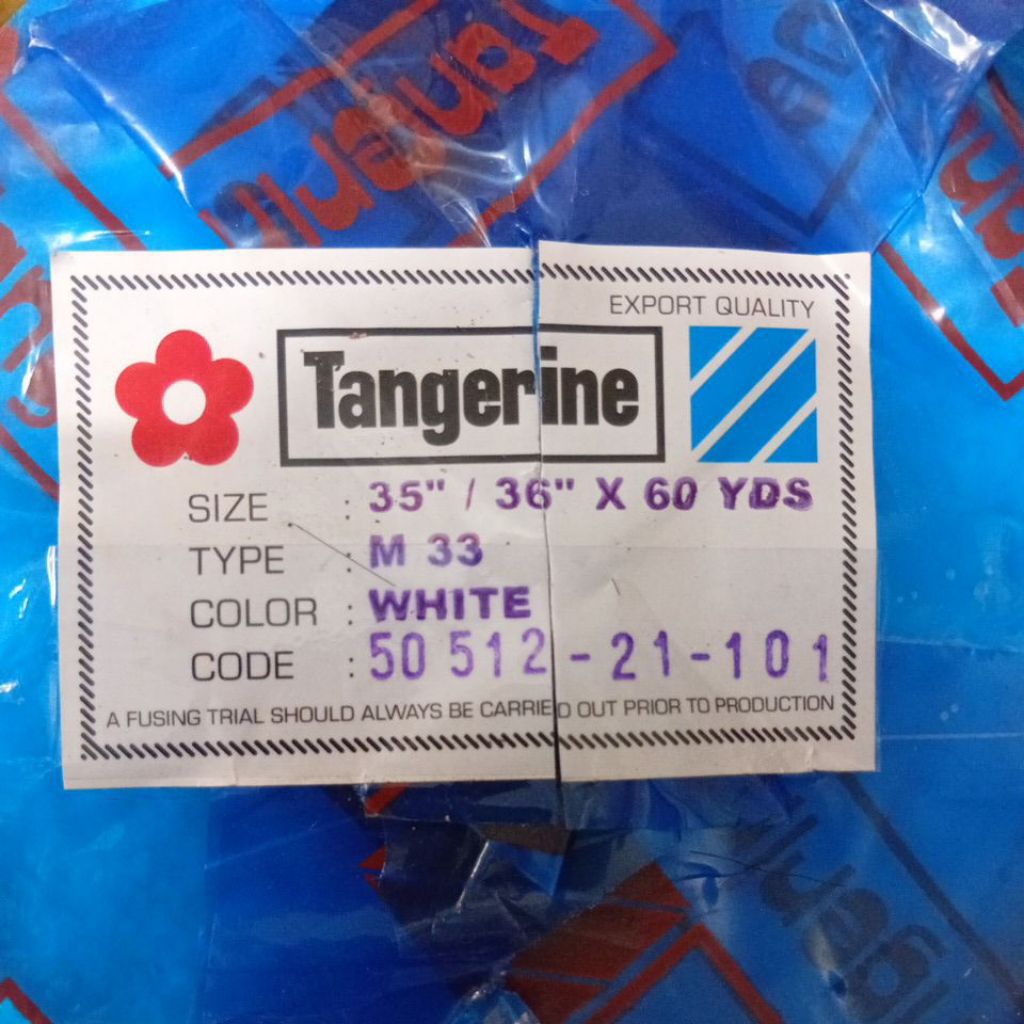 Tangerine
EXPORT QUALITY
Tangerine
SIZE : 35" / 36" X 60 YDS
TYPE : M 33
COLOR : WHITE
CODE : 50 512 - 21 - 101
A FUSING TRIAL SHOULD ALWAYS BE CARRIED OUT PRIOR TO PRODUCTION